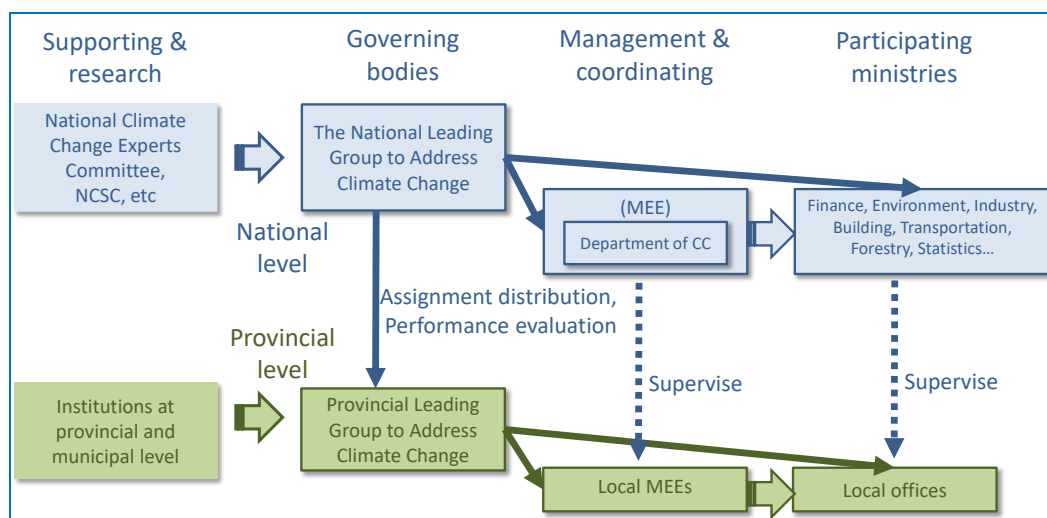 Supporting &
research
Governing
bodies
Management &
coordinating
Participating
ministries
National Climate
Change Experts
Committee,
NCSC, etc
The National Leading
Group to Address
Climate Change
(MEE)
Department of CC
Finance, Environment, Industry,
Building, Transportation,
Forestry, Statistics...
National
level
Assignment distribution,
Performance evaluation
Provincial
level
Supervise
Supervise
Institutions at
provincial and
municipal level
Provincial Leading
Group to Address
Climate Change
Local MEEs
Local offices